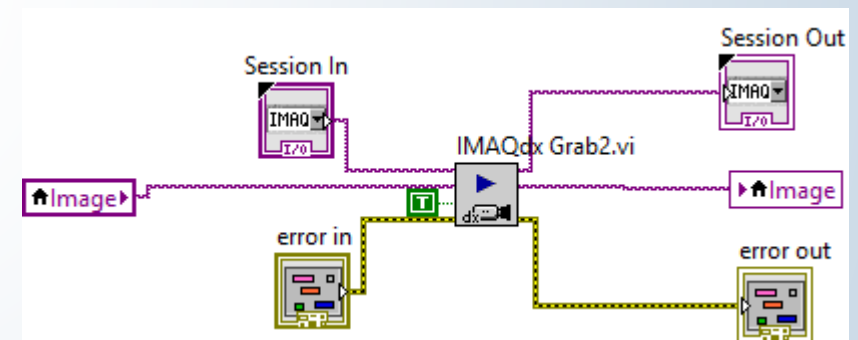 Session Out
Session In
IMAQ
IMAQ
I/O
I/O
IMAQdx Grab2.vi
Image
Image
T
dx
error in
error out